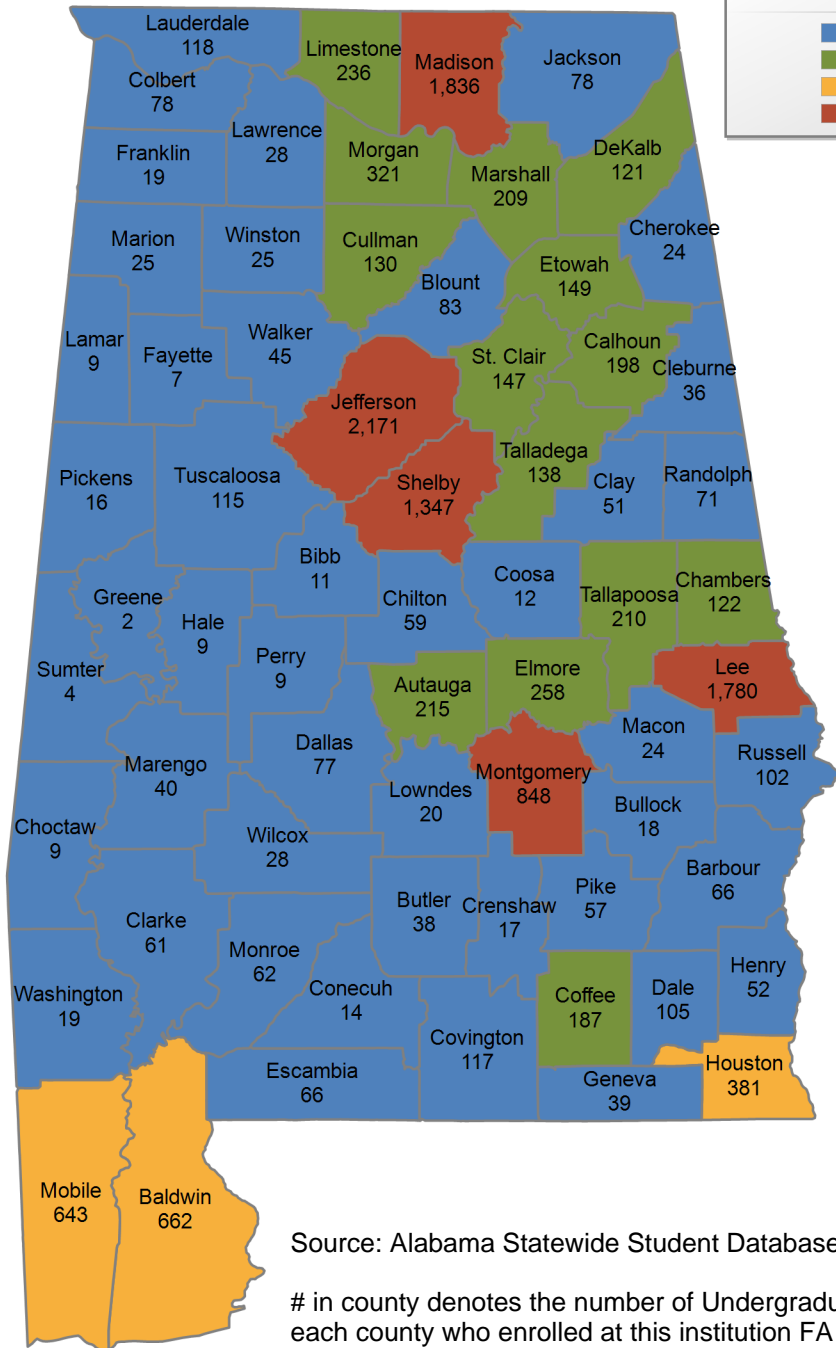 Lauderdale
118
Limestone
236
Madison
1,836
Jackson
78
Colbert
78
Lawrence
28
Franklin
19
Morgan
321
Marshall
209
DeKalb
121
Cherokee
24
Marion
25
Winston
25
Cullman
130
Blount
83
Etowah
149
Lamar
9
Fayette
7
Walker
45
St. Clair
147
Calhoun
198
Cleburne
36
Jefferson
2,171
Shelby
1,347
Talladega
138
Pickens
16
Tuscaloosa
115
Clay
51
Randolph
71
Bibb
11
Chilton
59
Coosa
12
Tallapoosa
210
Chambers
122
Greene
2
Hale
9
Perry
9
Sumter
4
Autauga
215
Elmore
258
Lee
1,780
Marengo
40
Dallas
77
Macon
24
Russell
102
Lowndes
20
Montgomery
848
Bullock
18
Choctaw
9
Wilcox
28
Clarke
61
Butler
38
Crenshaw
17
Pike
57
Barbour
66
Monroe
62
Conecuh
14
Washington
19
Covington
117
Coffee
187
Dale
105
Henry
52
Escambia
66
Geneva
39
Houston
381
Mobile
643
Baldwin
662
Source: Alabama Statewide Student Database
# in county denotes the number of Undergradu
each county who enrolled at this institution FA